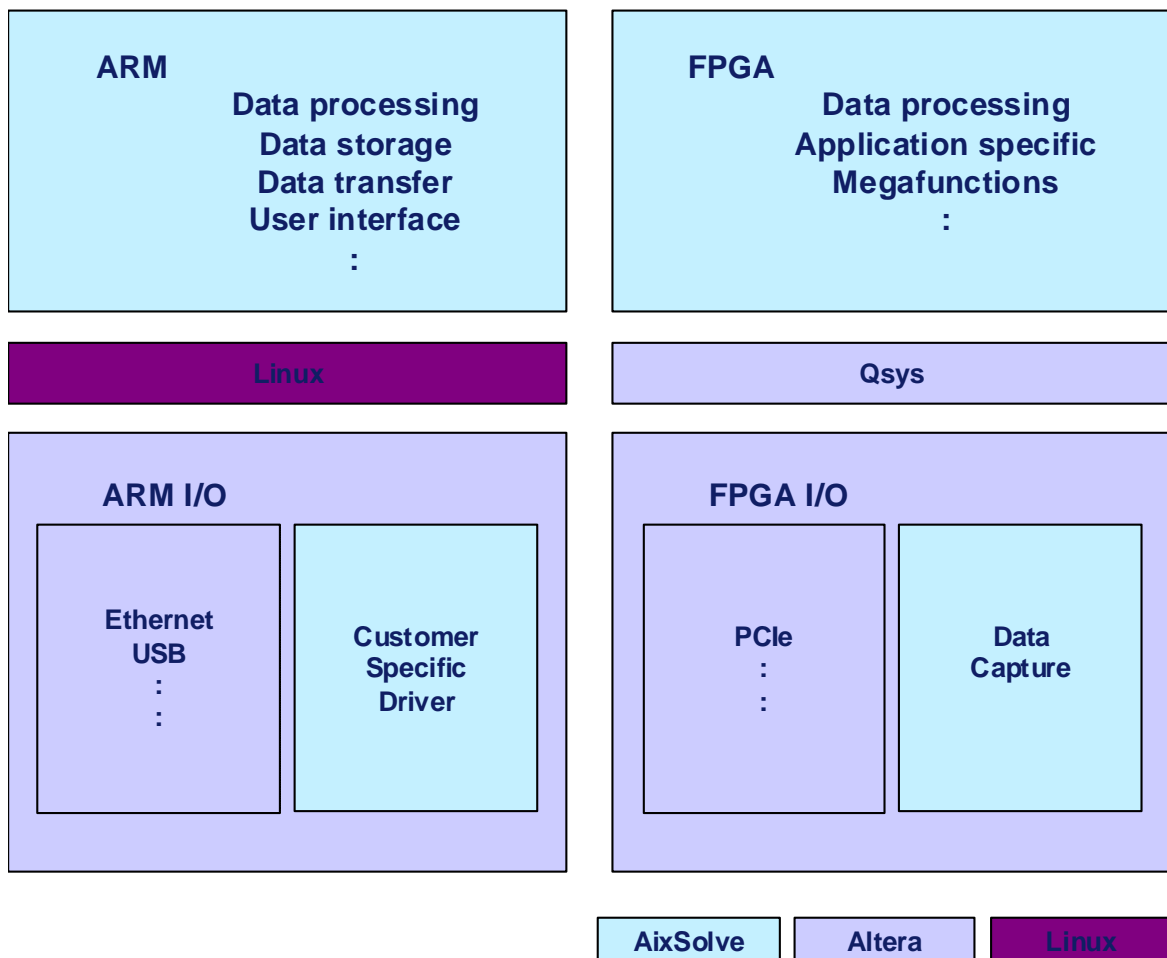 ARM
Data processing
Data storage
Data transfer
User interface
:
FPGA
Data processing
Application specific
Megafunctions
:
Linux
Qsys
ARM I/O
Ethernet
USB
:
:
Customer
Specific
Driver
FPGA I/O
PCIe
:
:
Data
Capture
AixSolve
Altera
Linux